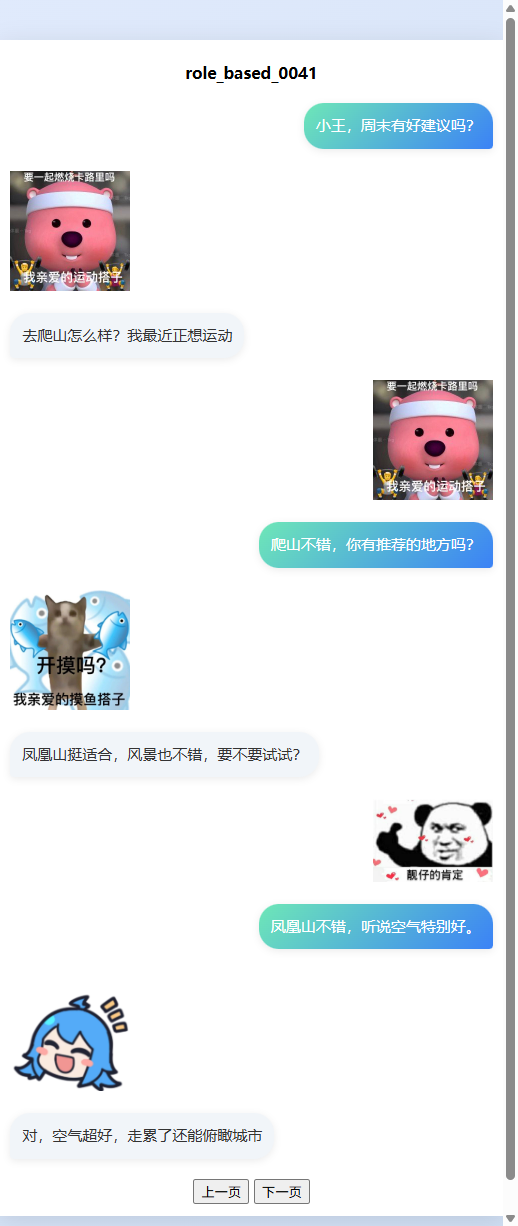 role_based_0041
小王，周末有好建议吗？
要一起燃烧卡路里吗
我亲爱的运动搭子
去爬山怎么样？我最近正想运动
要一起燃烧卡路里吗
我亲爱的运动搭子
爬山不错，你有推荐的地方吗？
开摸吗?
我亲爱的摸鱼搭子
凤凰山挺适合，风景也不错，要不要试试？
靓仔的肯定
凤凰山不错，听说空气特别好。
对，空气超好，走累了还能俯瞰城市
上一页 下一页